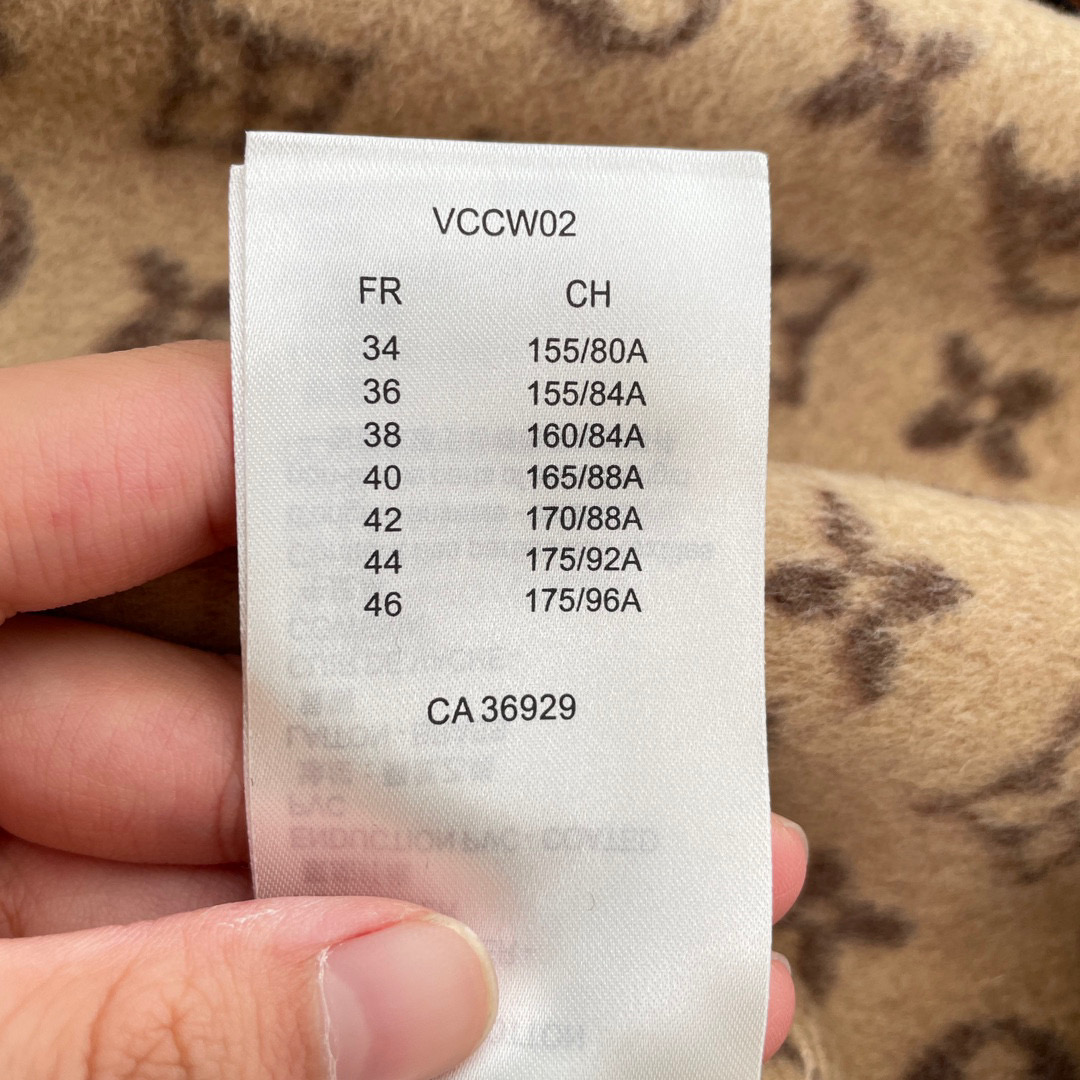 VCCW02
FR CH
34 155/80A
36 155/84A
38 160/84A
40 165/88A
42 170/88A
44 175/92A
46 175/96A
CA 36929